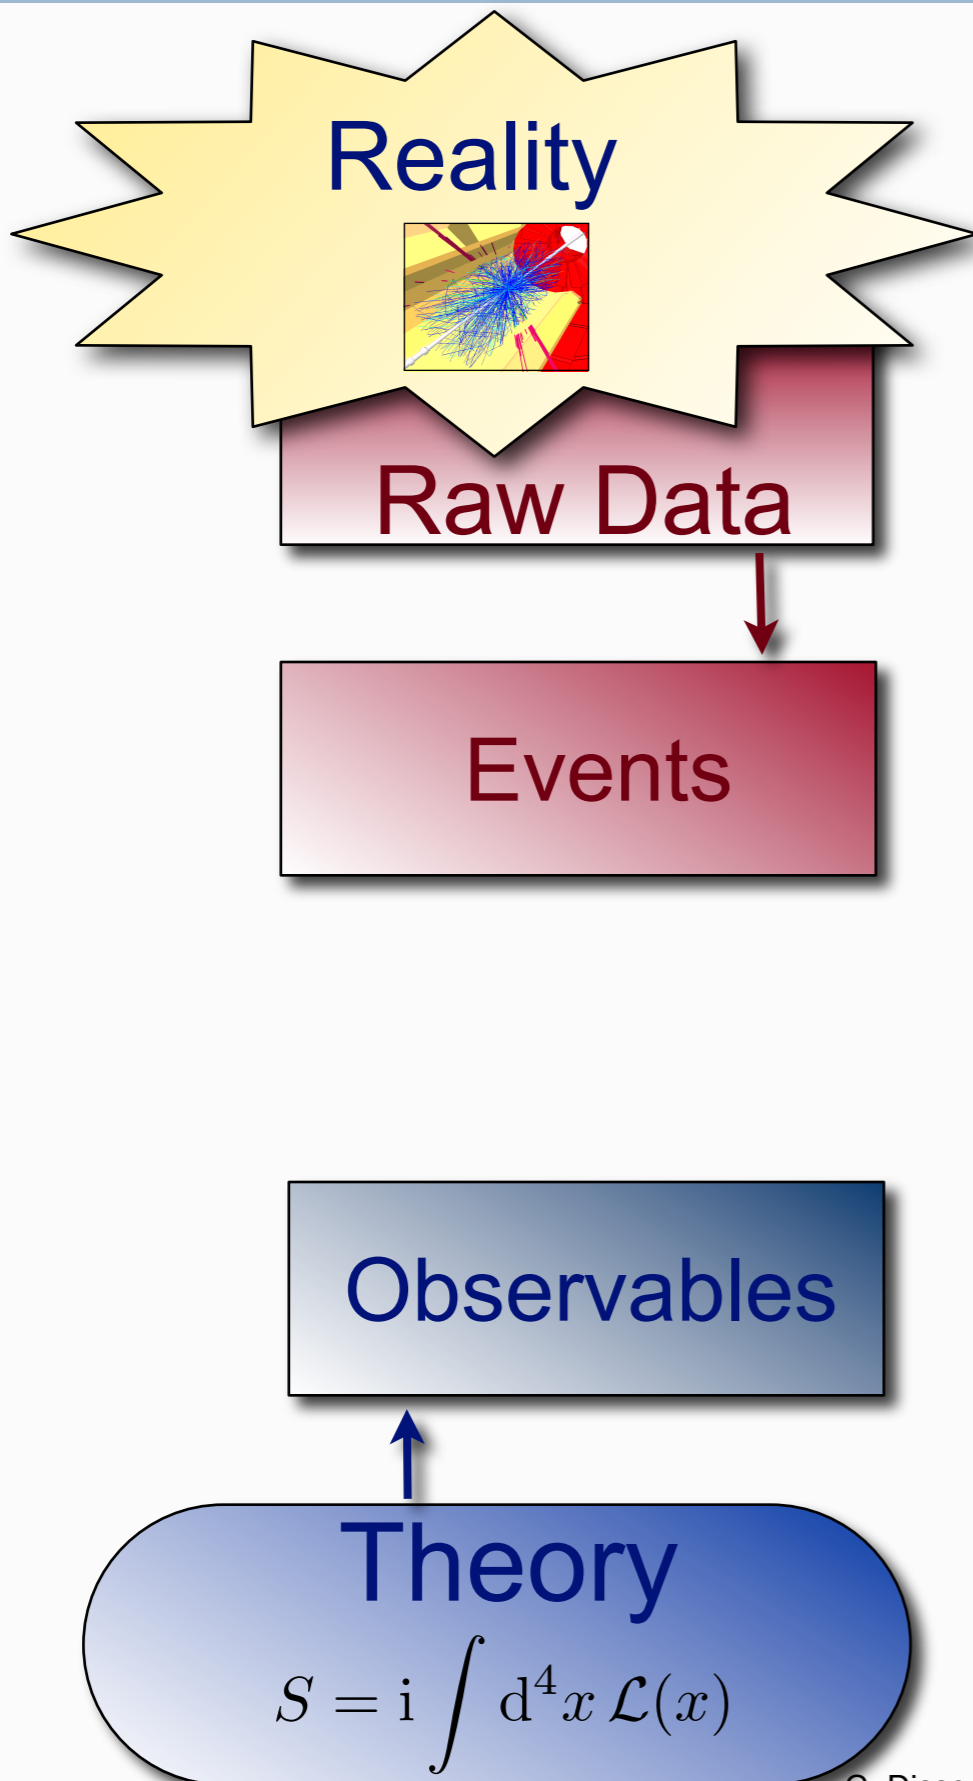 Reality
Raw Data
Events
Observables
Theory
S = i ∫ d⁴x ℒ(x)